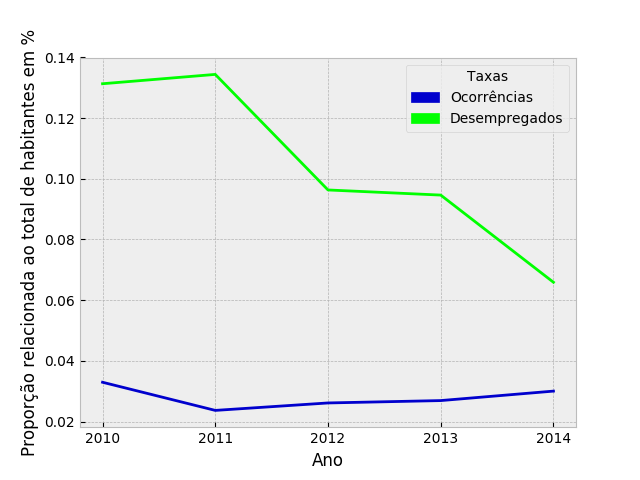 Proporção relacionada ao total de habitantes em %
0.14
0.12
0.10
0.08
0.06
0.04
0.02
Taxas
Ocorrências
Desempregados
2010 2011 2012 2013 2014
Ano